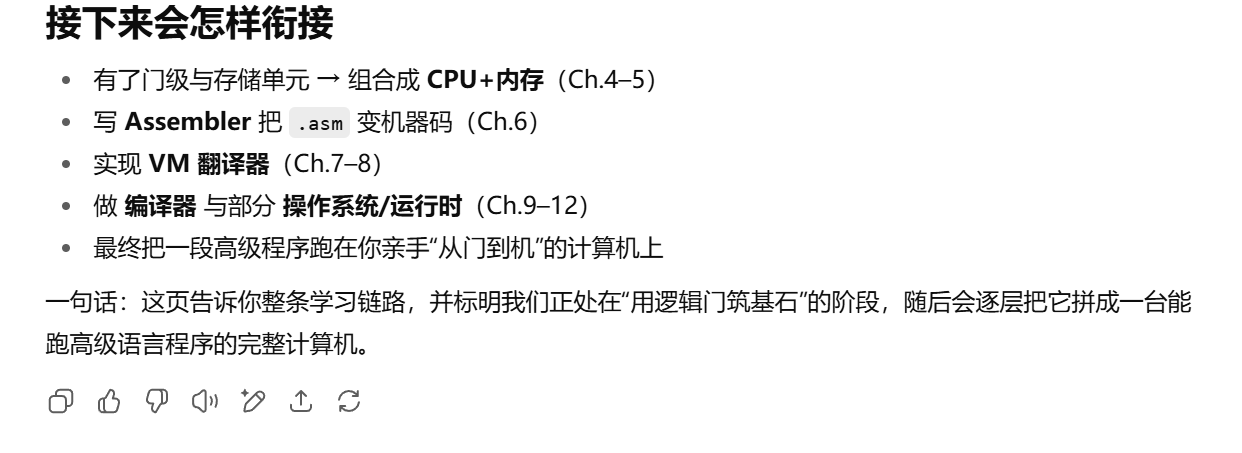 接下来会怎样衔接
有了门级与存储单元 → 组合成 CPU+内存（Ch.4–5）
写 Assembler 把 .asm 变机器码（Ch.6）
实现 VM 翻译器（Ch.7–8）
做 编译器 与部分 操作系统/运行时（Ch.9–12）
最终把一段高级程序跑在你亲手“从门到机”的计算机上
一句话：这页告诉你整条学习链路，并标明我们正处在“用逻辑门筑基石”的阶段，随后会逐层把它拼成一台能
跑高级语言程序的完整计算机。